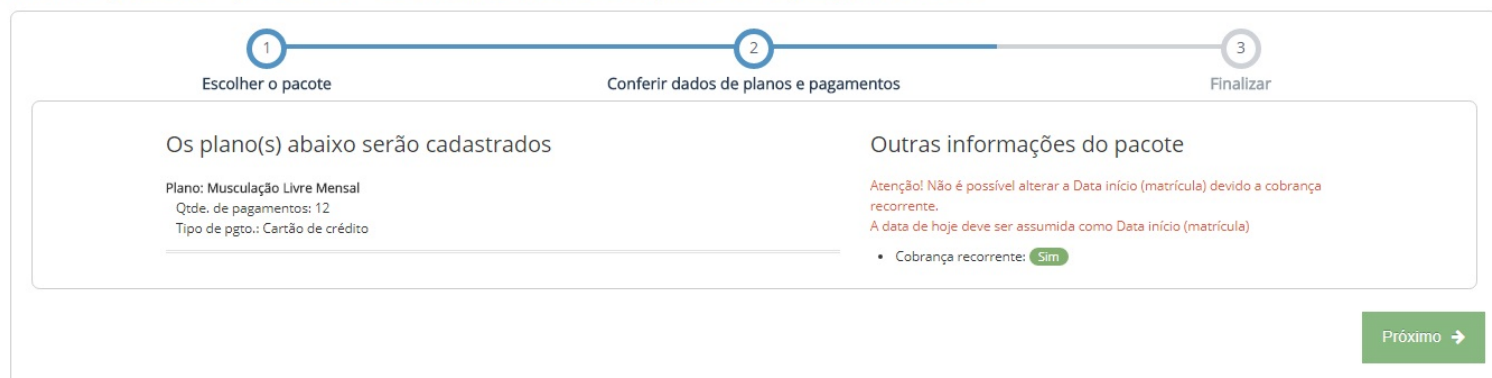 1
2
3
Escolher o pacote
Conferir dados de planos e pagamentos
Finalizar
Os plano(s) abaixo serão cadastrados
Plano: Musculação Livre Mensal
Qtde. de pagamentos: 12
Tipo de pgto.: Cartão de crédito
Outras informações do pacote
Atenção! Não é possível alterar a Data início (matrícula) devido a cobrança
recorrente.
A data de hoje deve ser assumida como Data início (matrícula)
Cobrança recorrente: Sim
Próximo